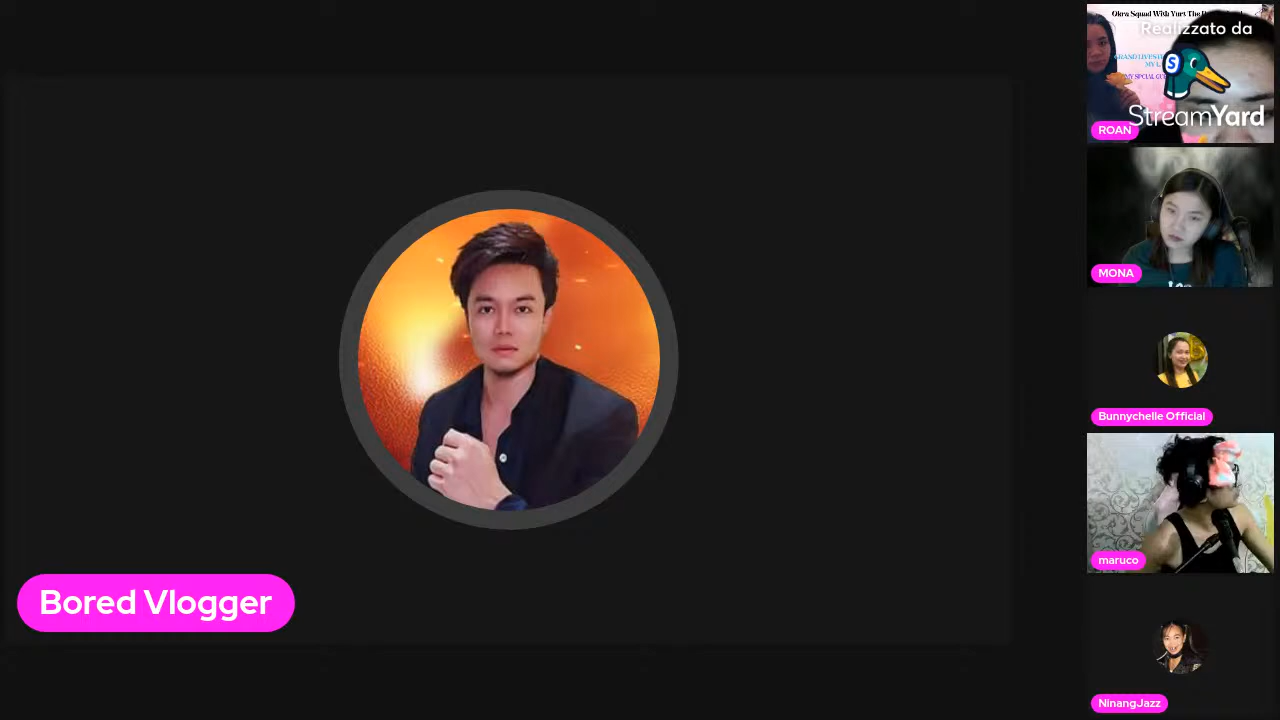 Bored Vlogger
Realizzato da
StreamYard
ROAN
MONA
Bunnychelle Official
maruco
NinangJazz